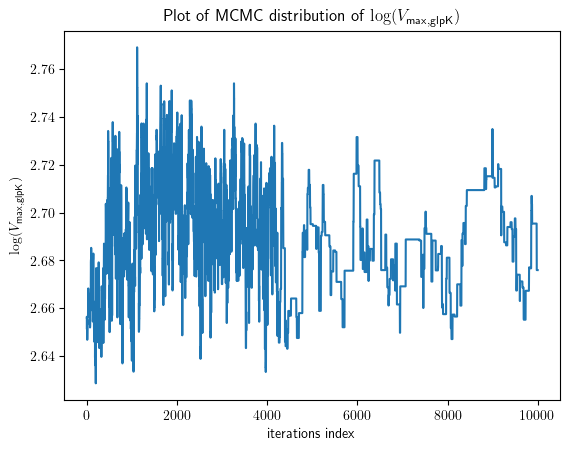 Plot of MCMC distribution of log(V_max,glpK)
2.76
2.74
2.72
2.70
2.68
2.66
2.64
log(V_max,glpK)
0 2000 4000 6000 8000 10000
iterations index